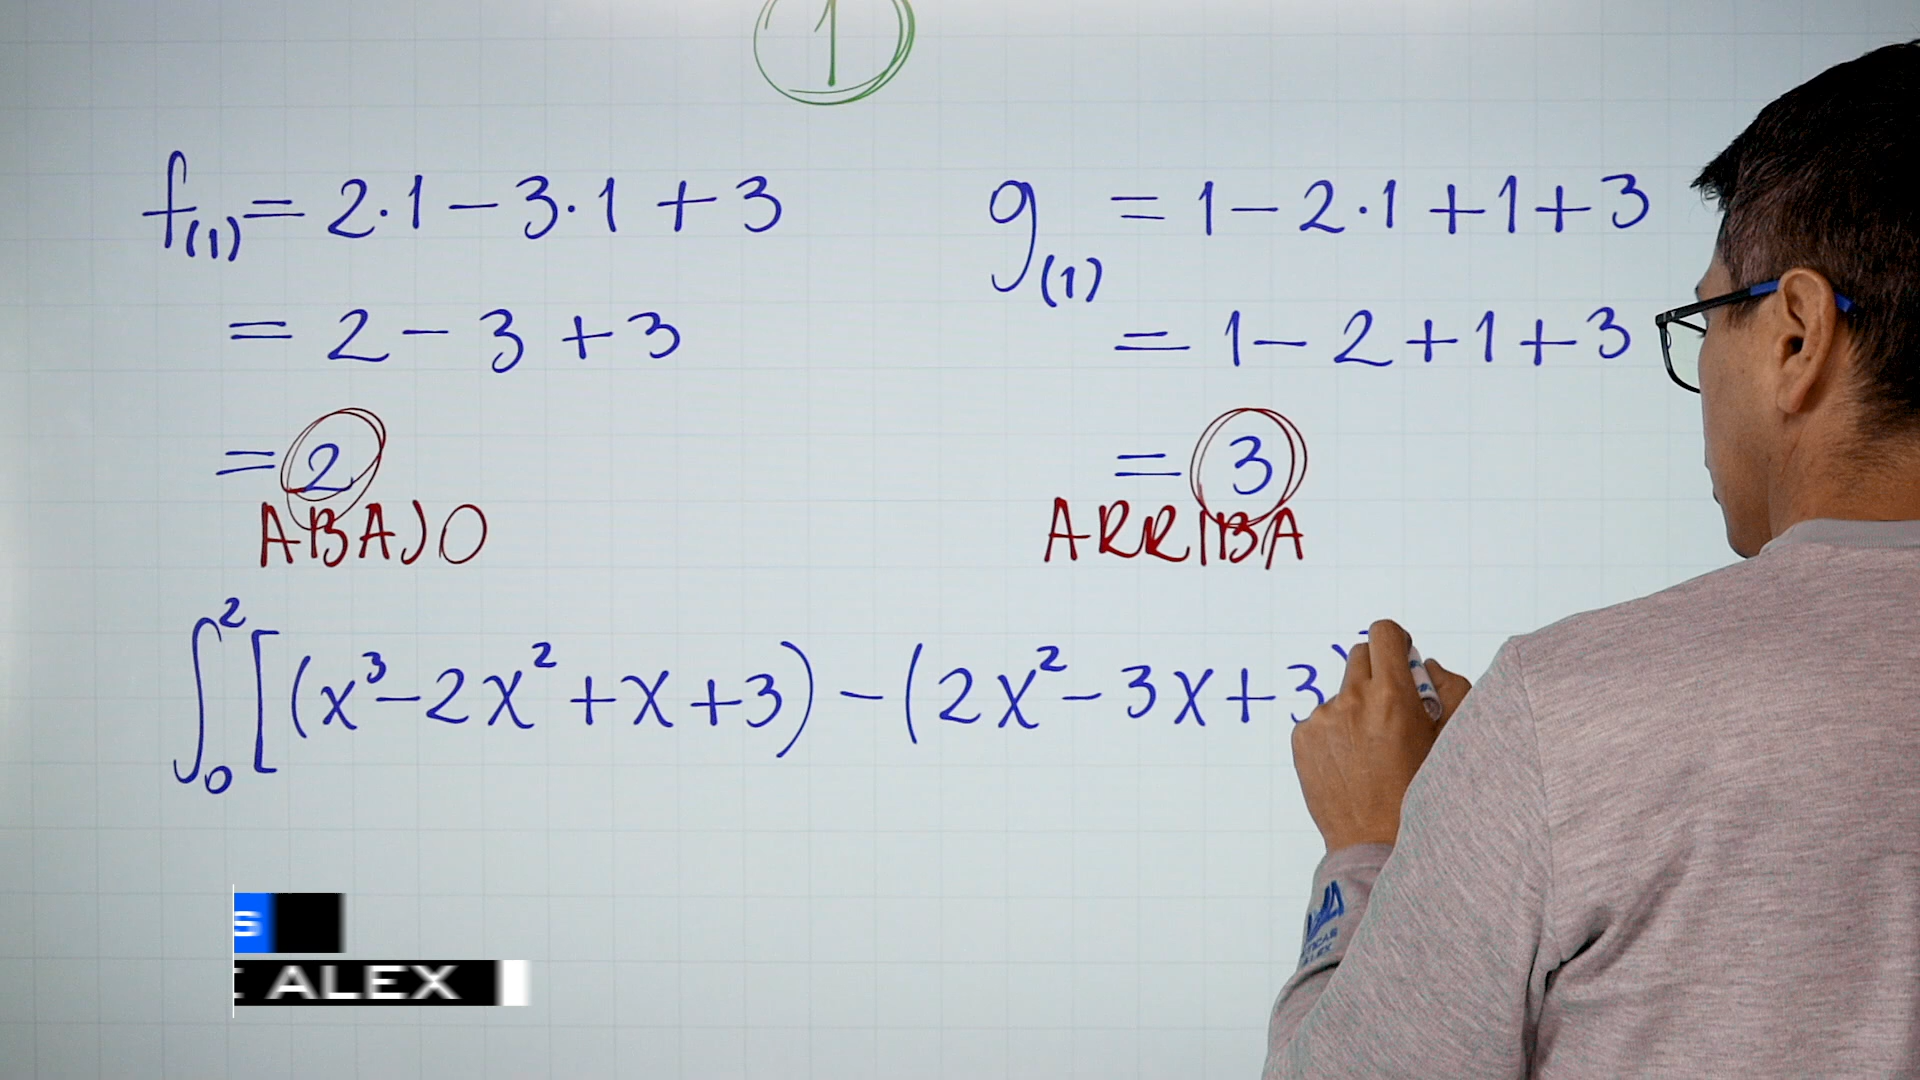 1
f(1) = 2·1 − 3·1 + 3
= 2 − 3 + 3
= 2
ABAJO
g(1) = 1 − 2·1 + 1 + 3
= 1 − 2 + 1 + 3
= 3
ARRIBA
∫₀² [(x³ − 2x² + x + 3) − (2x² − 3x + 3)
ALEX